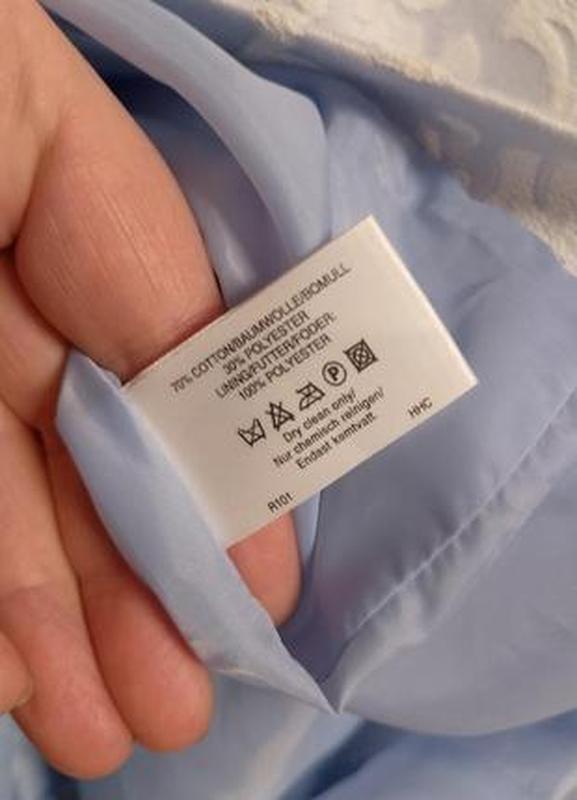 70% COTTON/BAUMWOLLE/BOMULL
30% POLYESTER
LINING/FUTTER/FODER:
100% POLYESTER
P
Dry clean only/
Nur chemisch reinigen/
Endast kemtvatt.
HHC
R101